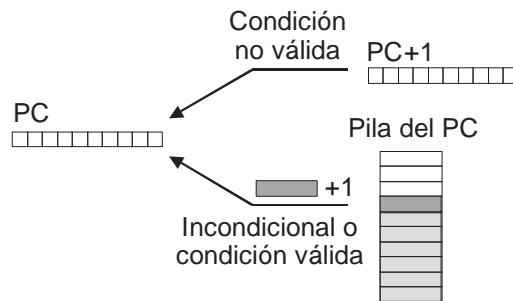 Condición
no válida
PC+1
PC
Pila del PC
+1
Incondicional o
condición válida